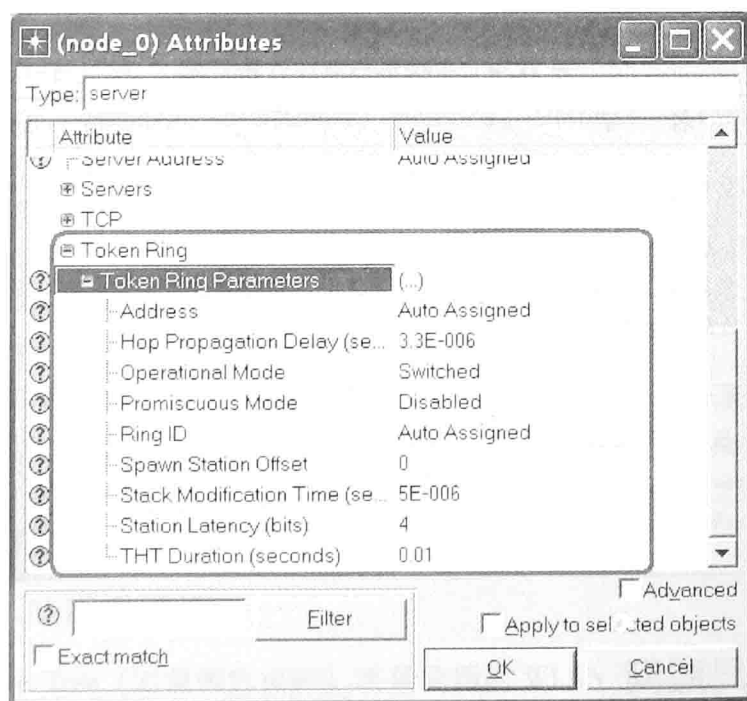 (node_0) Attributes
Type: server
Attribute Value
Server Address Auto Assigned
Servers
TCP
Token Ring
Token Ring Parameters (...)
Address Auto Assigned
Hop Propagation Delay (se... 3.3E-006
Operational Mode Switched
Promiscuous Mode Disabled
Ring ID Auto Assigned
Spawn Station Offset 0
Stack Modification Time (se... 5E-006
Station Latency (bits) 4
THT Duration (seconds) 0.01
Advanced
Filter
Apply to selected objects
Exact match
OK Cancel